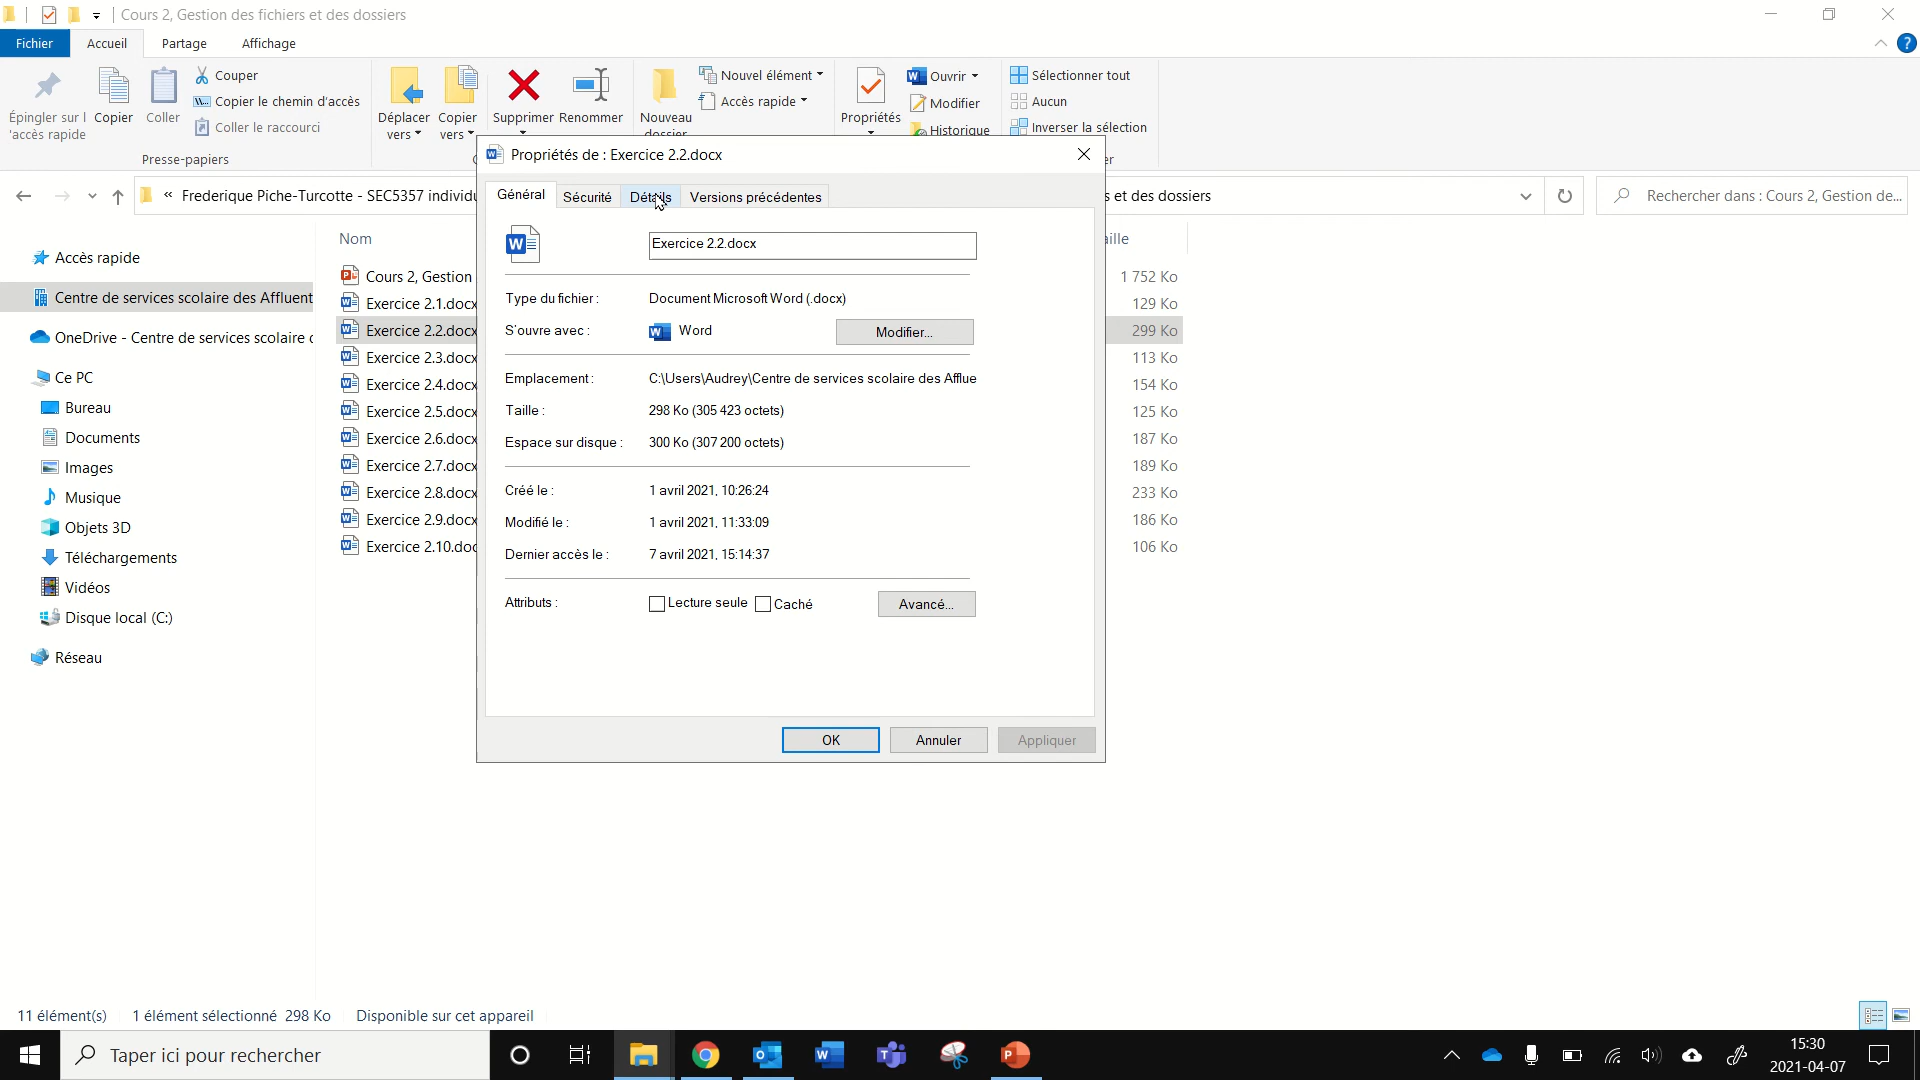 Cours 2, Gestion des fichiers et des dossiers
Fichier
Accueil
Partage
Affichage
Épingler sur l
'accès rapide
Copier
Coller
Couper
Copier le chemin d'accès
Coller le raccourci
Presse-papiers
Déplacer
vers
Copier
vers
Supprimer
Renommer
Nouveau
dossier
Nouvel élément
Accès rapide
Propriétés
Ouvrir
Modifier
Historique
Sélectionner tout
Aucun
Inverser la sélection
er
« Frederique Piche-Turcotte - SEC5357 individu
s et des dossiers
Rechercher dans : Cours 2, Gestion de...
Accès rapide
Centre de services scolaire des Affluent
OneDrive - Centre de services scolaire d
Ce PC
Bureau
Documents
Images
Musique
Objets 3D
Téléchargements
Vidéos
Disque local (C:)
Réseau
Nom
aille
Cours 2, Gestion
1 752 Ko
Exercice 2.1.docx
129 Ko
Exercice 2.2.docx
299 Ko
Exercice 2.3.docx
113 Ko
Exercice 2.4.docx
154 Ko
Exercice 2.5.docx
125 Ko
Exercice 2.6.docx
187 Ko
Exercice 2.7.docx
189 Ko
Exercice 2.8.docx
233 Ko
Exercice 2.9.docx
186 Ko
Exercice 2.10.doc
106 Ko
Propriétés de : Exercice 2.2.docx
Général
Sécurité
Détails
Versions précédentes
Exercice 2.2.docx
Type du fichier : Document Microsoft Word (.docx)
S'ouvre avec : Word
Modifier...
Emplacement : C:\Users\Audrey\Centre de services scolaire des Afflue
Taille : 298 Ko (305 423 octets)
Espace sur disque : 300 Ko (307 200 octets)
Créé le : 1 avril 2021, 10:26:24
Modifié le : 1 avril 2021, 11:33:09
Dernier accès le : 7 avril 2021, 15:14:37
Attributs : Lecture seule Caché
Avancé...
OK
Annuler
Appliquer
11 élément(s) 1 élément sélectionné 298 Ko Disponible sur cet appareil
Taper ici pour rechercher
15:30
2021-04-07